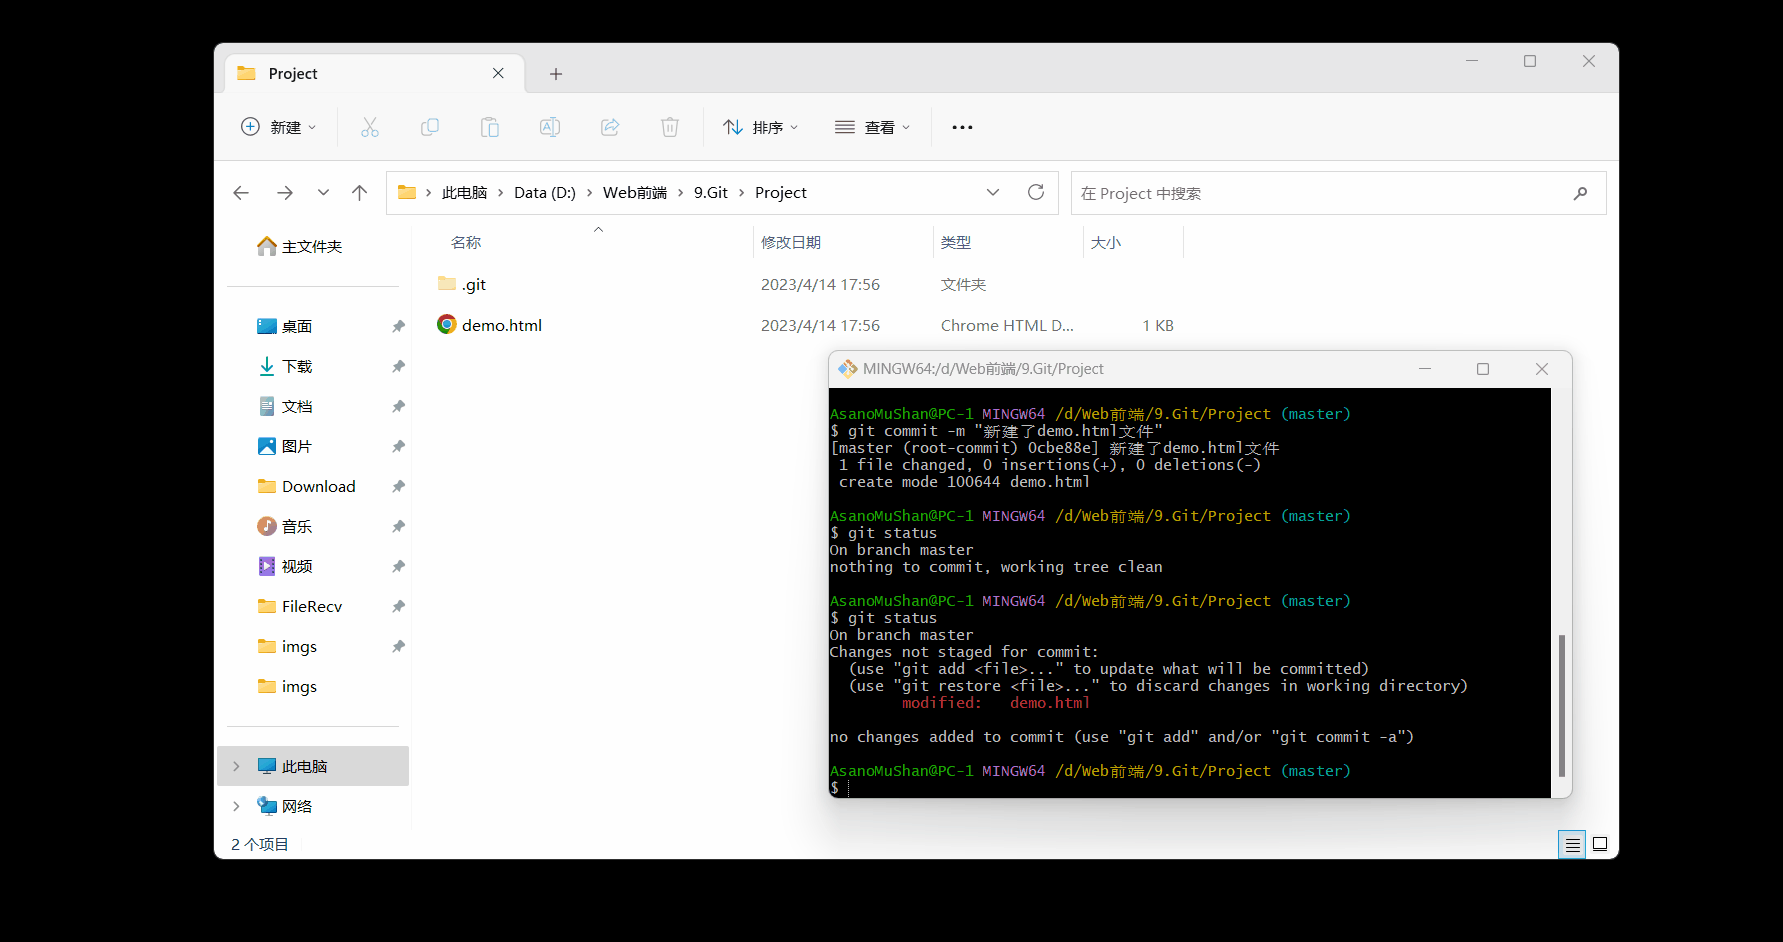 Project
新建
排序
查看
此电脑 Data (D:) Web前端 9.Git Project
在 Project 中搜索
主文件夹
桌面
下载
文档
图片
Download
音乐
视频
FileRecv
imgs
imgs
此电脑
网络
2 个项目
名称 修改日期 类型 大小
.git 2023/4/14 17:56 文件夹
demo.html 2023/4/14 17:56 Chrome HTML D... 1 KB
MINGW64:/d/Web前端/9.Git/Project
AsanoMuShan@PC-1 MINGW64 /d/Web前端/9.Git/Project (master)
$ git commit -m "新建了demo.html文件"
[master (root-commit) 0cbe88e] 新建了demo.html文件
1 file changed, 0 insertions(+), 0 deletions(-)
create mode 100644 demo.html
AsanoMuShan@PC-1 MINGW64 /d/Web前端/9.Git/Project (master)
$ git status
On branch master
nothing to commit, working tree clean
AsanoMuShan@PC-1 MINGW64 /d/Web前端/9.Git/Project (master)
$ git status
On branch master
Changes not staged for commit:
(use "git add <file>..." to update what will be committed)
(use "git restore <file>..." to discard changes in working directory)
modified: demo.html
no changes added to commit (use "git add" and/or "git commit -a")
AsanoMuShan@PC-1 MINGW64 /d/Web前端/9.Git/Project (master)
$